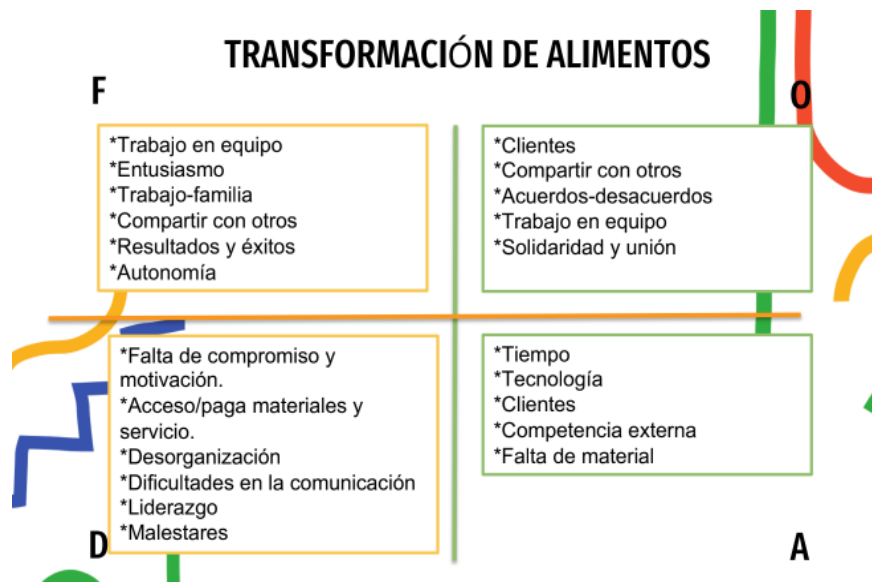 TRANSFORMACIÓN DE ALIMENTOS
F
*Trabajo en equipo
*Entusiasmo
*Trabajo-familia
*Compartir con otros
*Resultados y éxitos
*Autonomía
O
*Clientes
*Compartir con otros
*Acuerdos-desacuerdos
*Trabajo en equipo
*Solidaridad y unión
*Falta de compromiso y
motivación.
*Acceso/paga materiales y
servicio.
*Desorganización
*Dificultades en la comunicación
*Liderazgo
*Malestares
D
*Tiempo
*Tecnología
*Clientes
*Competencia externa
*Falta de material
A